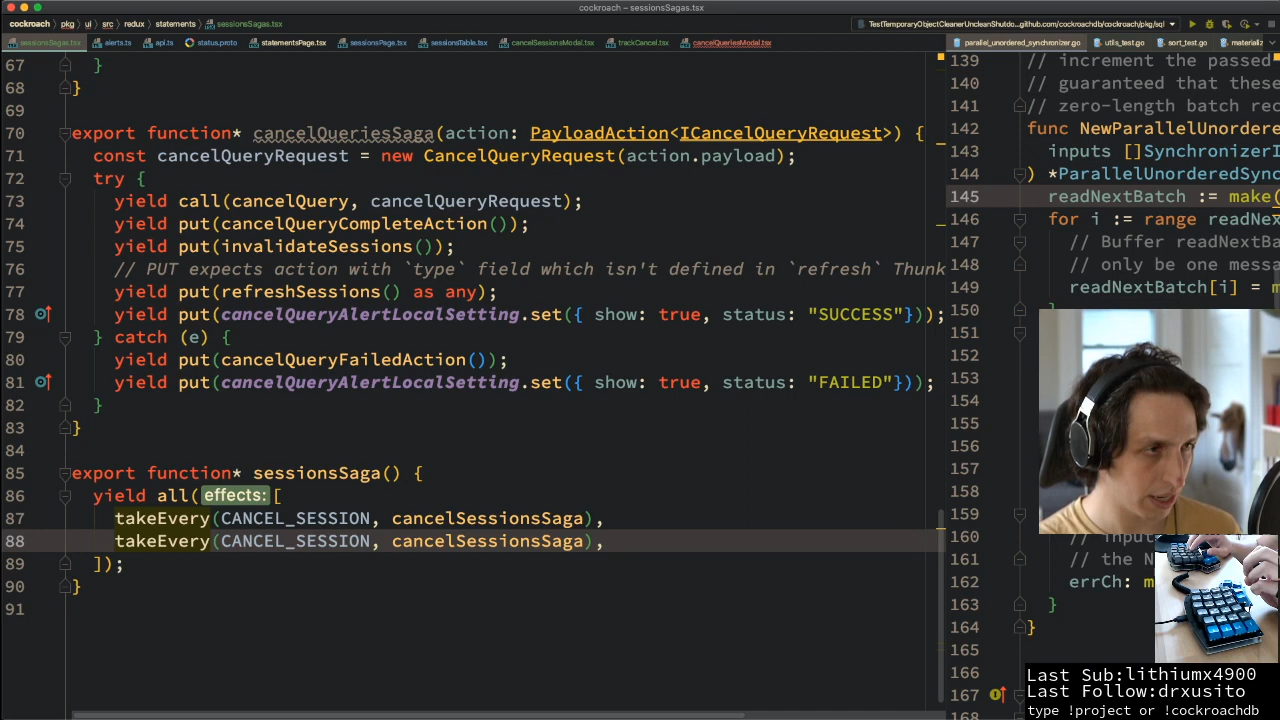 cockroach – sessionsSagas.tsx
cockroach pkg ui src redux statements sessionsSagas.tsx
TestTemporaryObjectCleanerUncleanShutdo...github.com/cockroachdb/cockroach/pkg/sql
sessionsSagas.tsx alerts.ts api.ts status.proto statementsPage.tsx sessionsPage.tsx sessionsTable.tsx cancelSessionsModal.tsx trackCancel.tsx cancelQueriesModal.tsx
parallel_unordered_synchronizer.go utils_test.go sort_test.go materializ
67 }
68 }
69
70 export function* cancelQueriesSaga(action: PayloadAction<ICancelQueryRequest>) {
71 const cancelQueryRequest = new CancelQueryRequest(action.payload);
72 try {
73 yield call(cancelQuery, cancelQueryRequest);
74 yield put(cancelQueryCompleteAction());
75 yield put(invalidateSessions());
76 // PUT expects action with `type` field which isn't defined in `refresh` Thunk
77 yield put(refreshSessions() as any);
78 yield put(cancelQueryAlertLocalSetting.set({ show: true, status: "SUCCESS"}));
79 } catch (e) {
80 yield put(cancelQueryFailedAction());
81 yield put(cancelQueryAlertLocalSetting.set({ show: true, status: "FAILED"}));
82 }
83 }
84
85 export function* sessionsSaga() {
86 yield all( effects: [
87 takeEvery(CANCEL_SESSION, cancelSessionsSaga),
88 takeEvery(CANCEL_SESSION, cancelSessionsSaga),
89 ]);
90 }
91
139 // increment the passed
140 // guaranteed that these
141 // zero-length batch rec
142 func NewParallelUnordere
143 inputs []SynchronizerI
144 ) *ParallelUnorderedSync
145 readNextBatch := make(
146 for i := range readNex
147 // Buffer readNextBa
148 // only be one messa
149 readNextBatch[i] = m
150 }
151
152
153
154
155
156
157
158
159
160 // input
161 // the N
162 errCh: m
163 }
164 }
165
166
167
168
Last Sub:lithiumx4900
Last Follow:drxusito
type !project or !cockroachdb